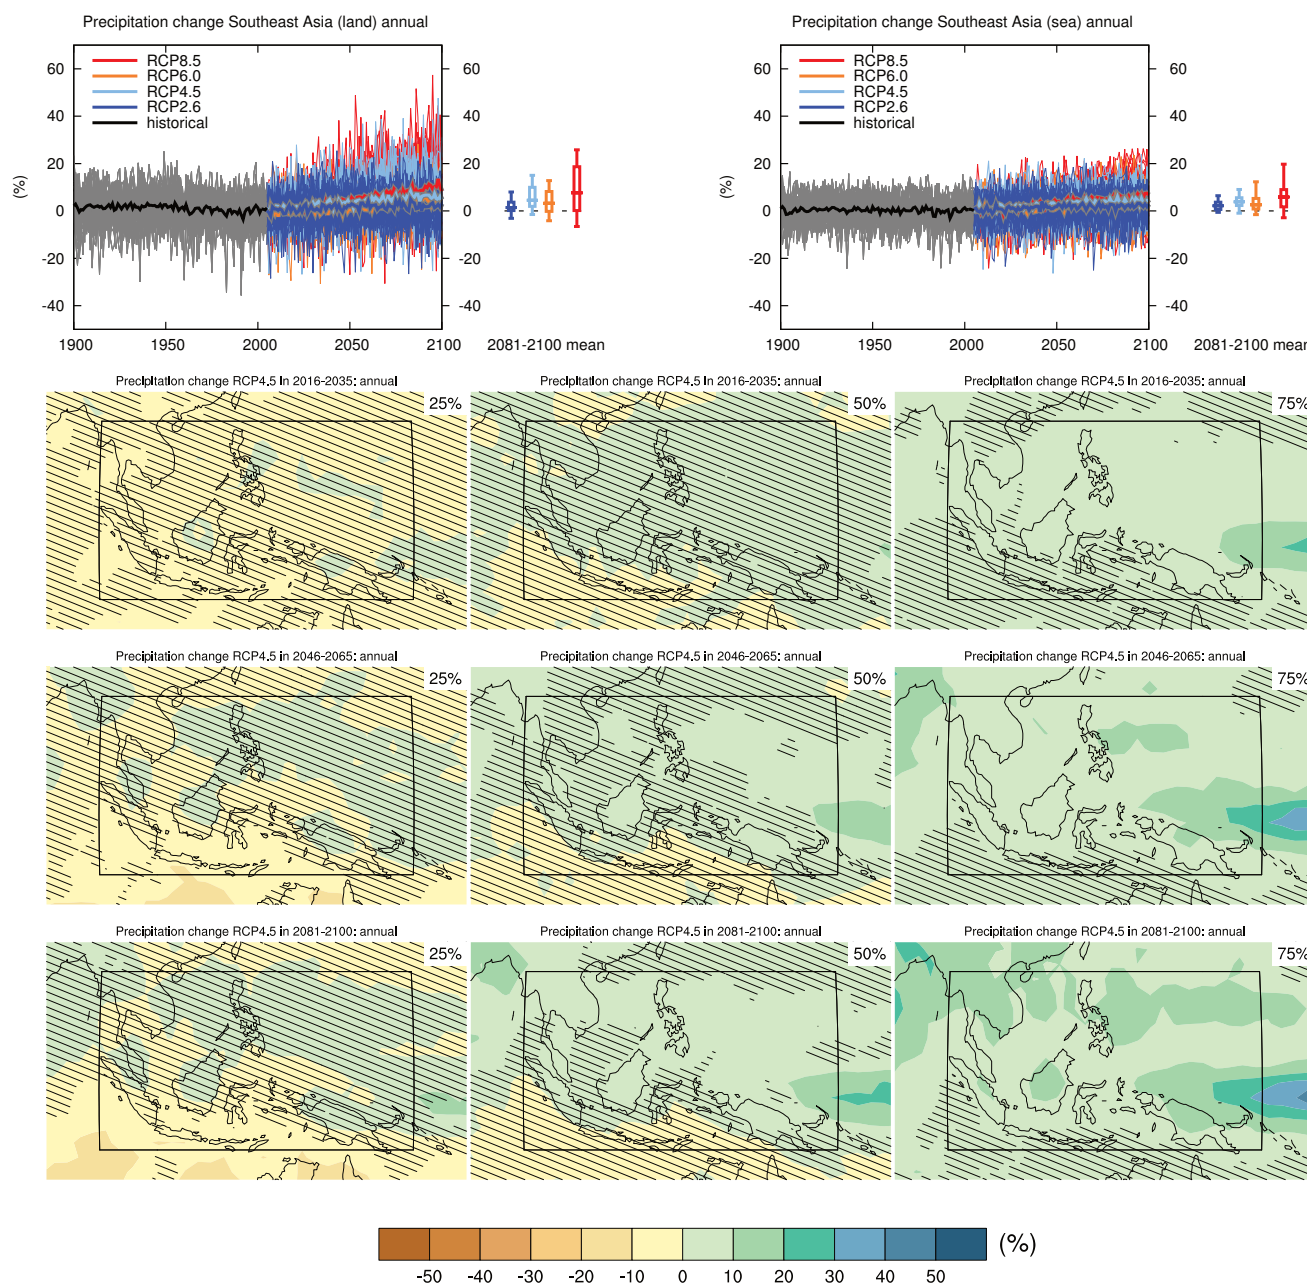 Precipitation change Southeast Asia (land) annual
Precipitation change Southeast Asia (sea) annual
(%)
60
40
20
0
-20
-40
RCP8.5
RCP6.0
RCP4.5
RCP2.6
historical
60
40
20
0
-20
-40
1900
1950
2000
2050
2100
2081-2100 mean
(%)
60
40
20
0
-20
-40
RCP8.5
RCP6.0
RCP4.5
RCP2.6
historical
60
40
20
0
-20
-40
1900
1950
2000
2050
2100
2081-2100 mean
Precipitation change RCP4.5 in 2016-2035: annual
25%
Precipitation change RCP4.5 in 2016-2035: annual
50%
Precipitation change RCP4.5 in 2016-2035: annual
75%
Precipitation change RCP4.5 in 2046-2065: annual
25%
Precipitation change RCP4.5 in 2046-2065: annual
50%
Precipitation change RCP4.5 in 2046-2065: annual
75%
Precipitation change RCP4.5 in 2081-2100: annual
25%
Precipitation change RCP4.5 in 2081-2100: annual
50%
Precipitation change RCP4.5 in 2081-2100: annual
75%
(%)
-50 -40 -30 -20 -10 0 10 20 30 40 50